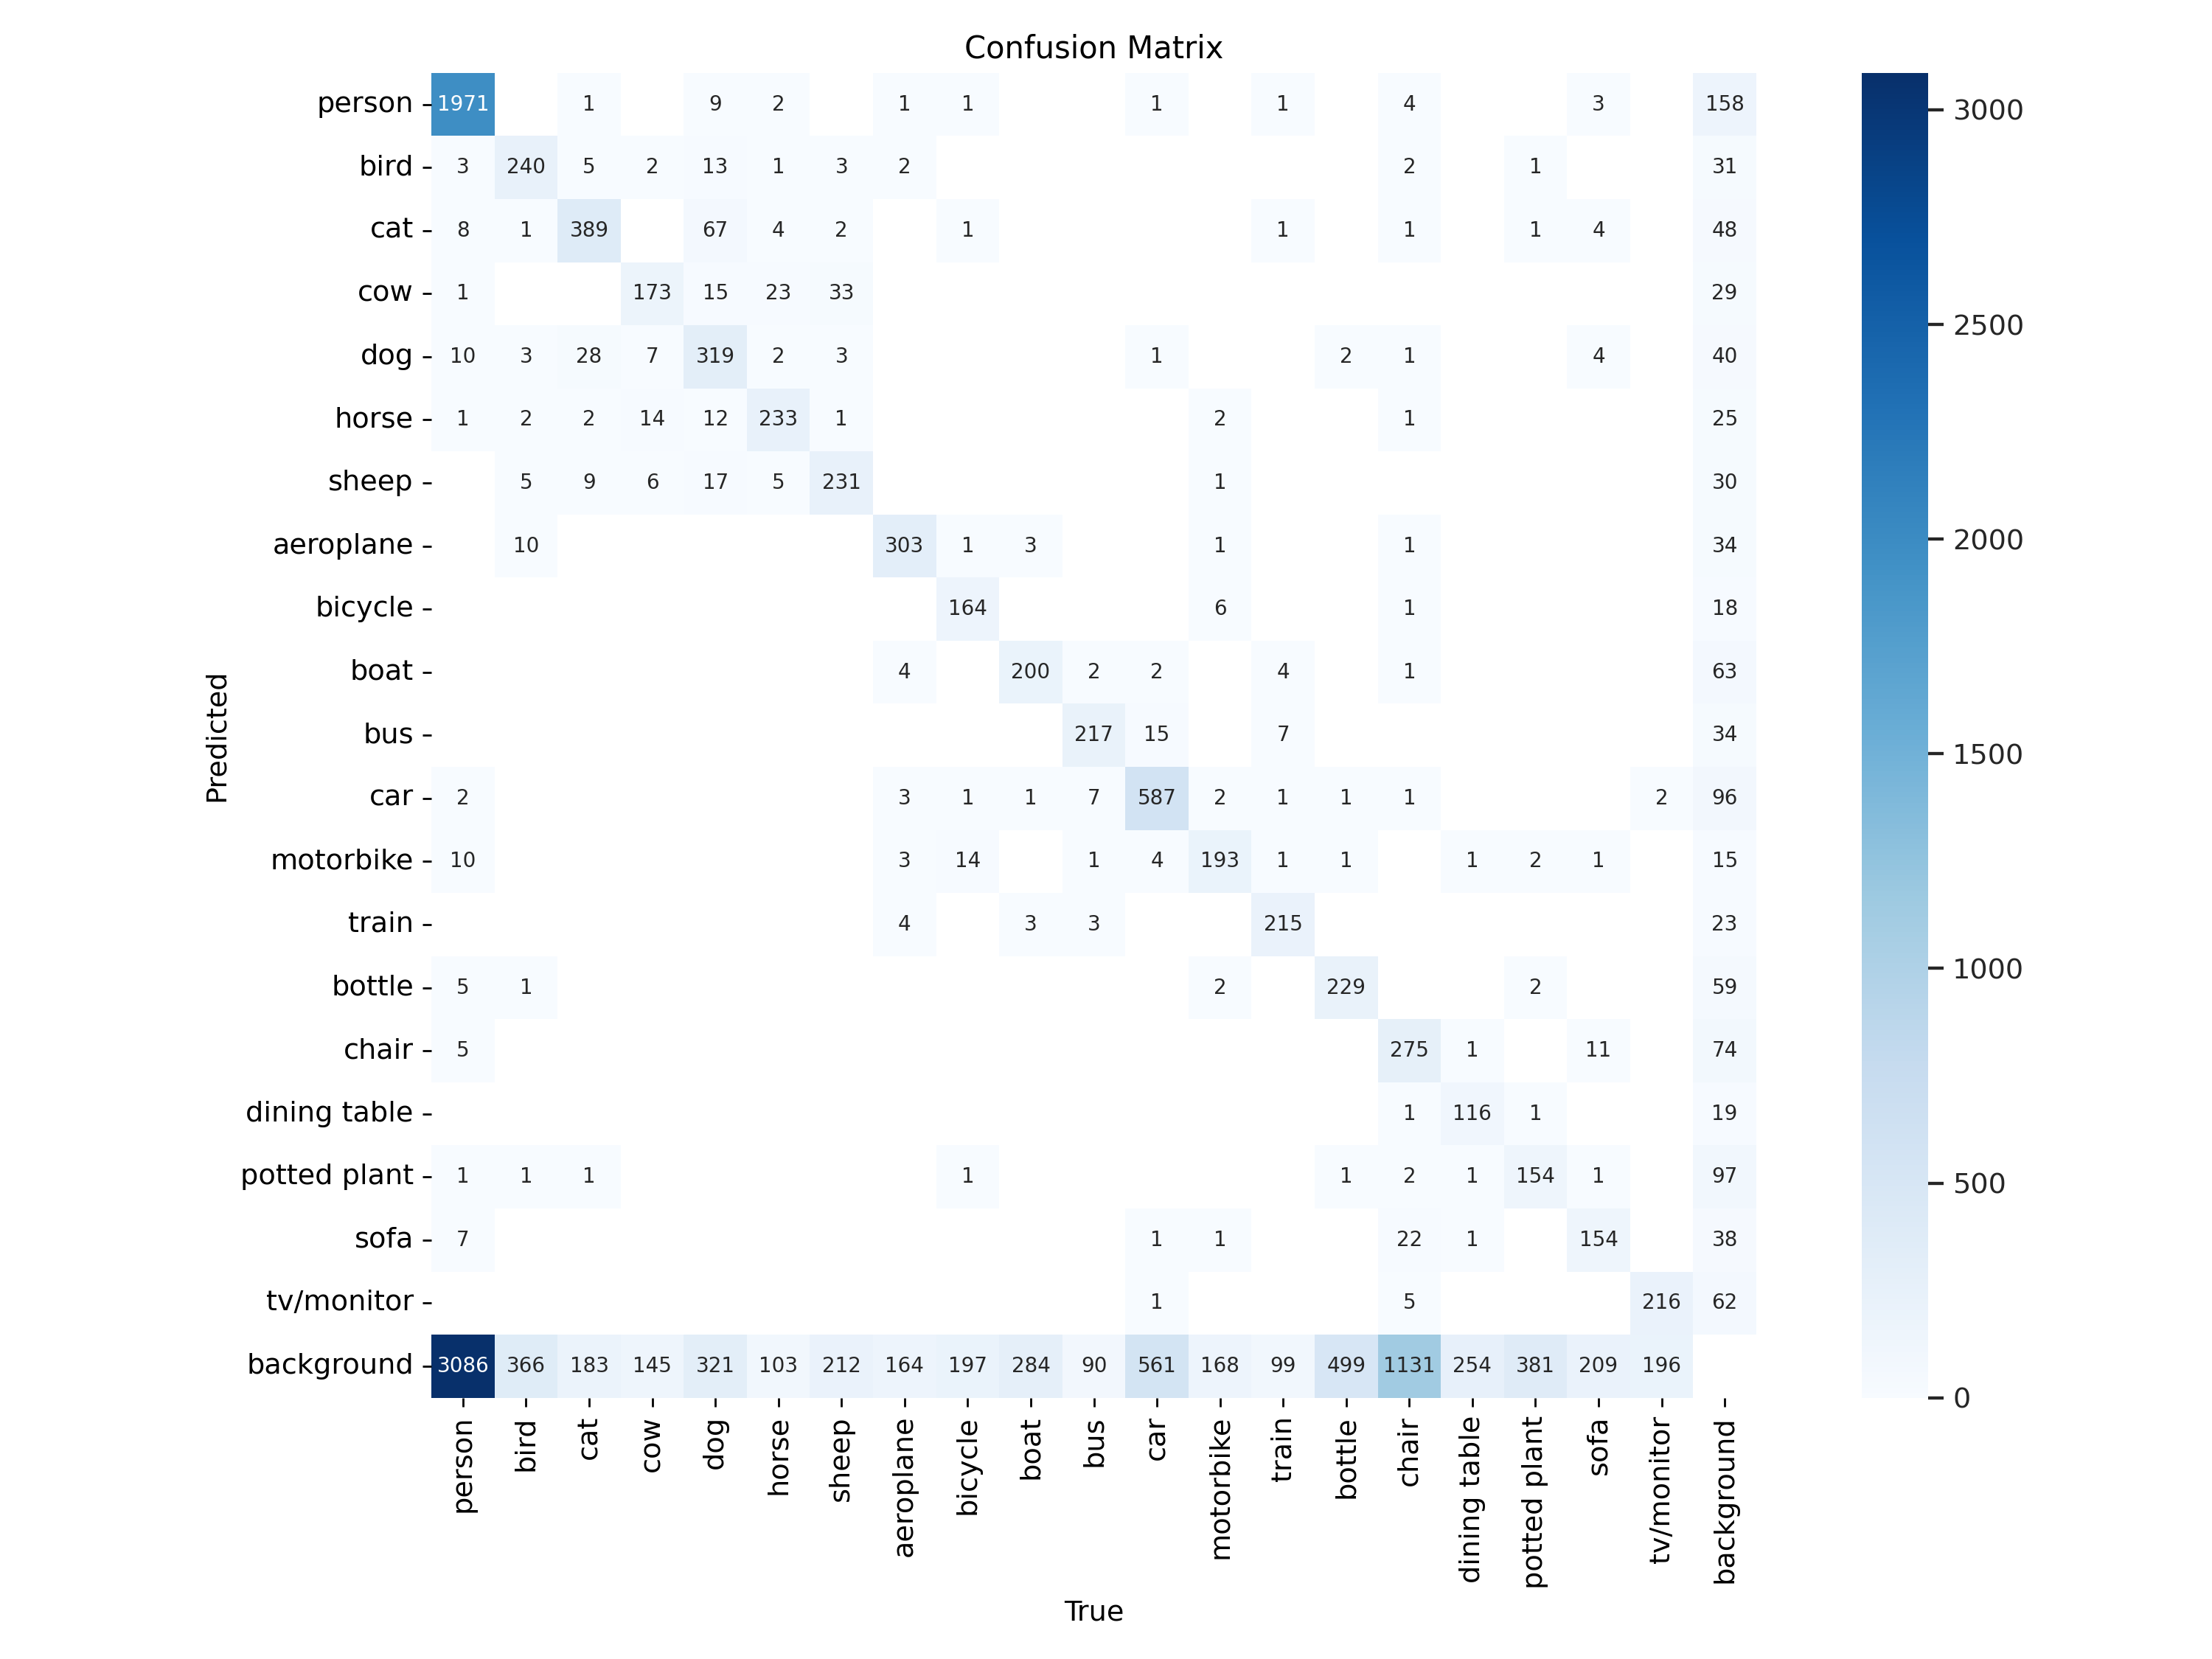 Confusion Matrix
person 1971 1 9 2 1 1 1 1 4 3 158
bird 3 240 5 2 13 1 3 2 2 1 31
cat 8 1 389 67 4 2 1 1 1 1 4 48
cow 1 173 15 23 33 29
dog 10 3 28 7 319 2 3 1 2 1 4 40
horse 1 2 2 14 12 233 1 2 1 25
sheep 5 9 6 17 5 231 1 30
aeroplane 10 303 1 3 1 1 34
bicycle 164 6 1 18
boat 4 200 2 2 4 1 63
bus 217 15 7 34
car 2 3 1 1 7 587 2 1 1 1 2 96
motorbike 10 3 14 1 4 193 1 1 1 2 1 15
train 4 3 3 215 23
bottle 5 1 2 229 2 59
chair 5 275 1 11 74
dining table 1 116 1 19
potted plant 1 1 1 1 1 2 1 154 1 97
sofa 7 1 1 22 1 154 38
tv/monitor 1 5 216 62
background 3086 366 183 145 321 103 212 164 197 284 90 561 168 99 499 1131 254 381 209 196
person bird cat cow dog horse sheep aeroplane bicycle boat bus car motorbike train bottle chair dining table potted plant sofa tv/monitor background
True
Predicted
3000
2500
2000
1500
1000
500
0